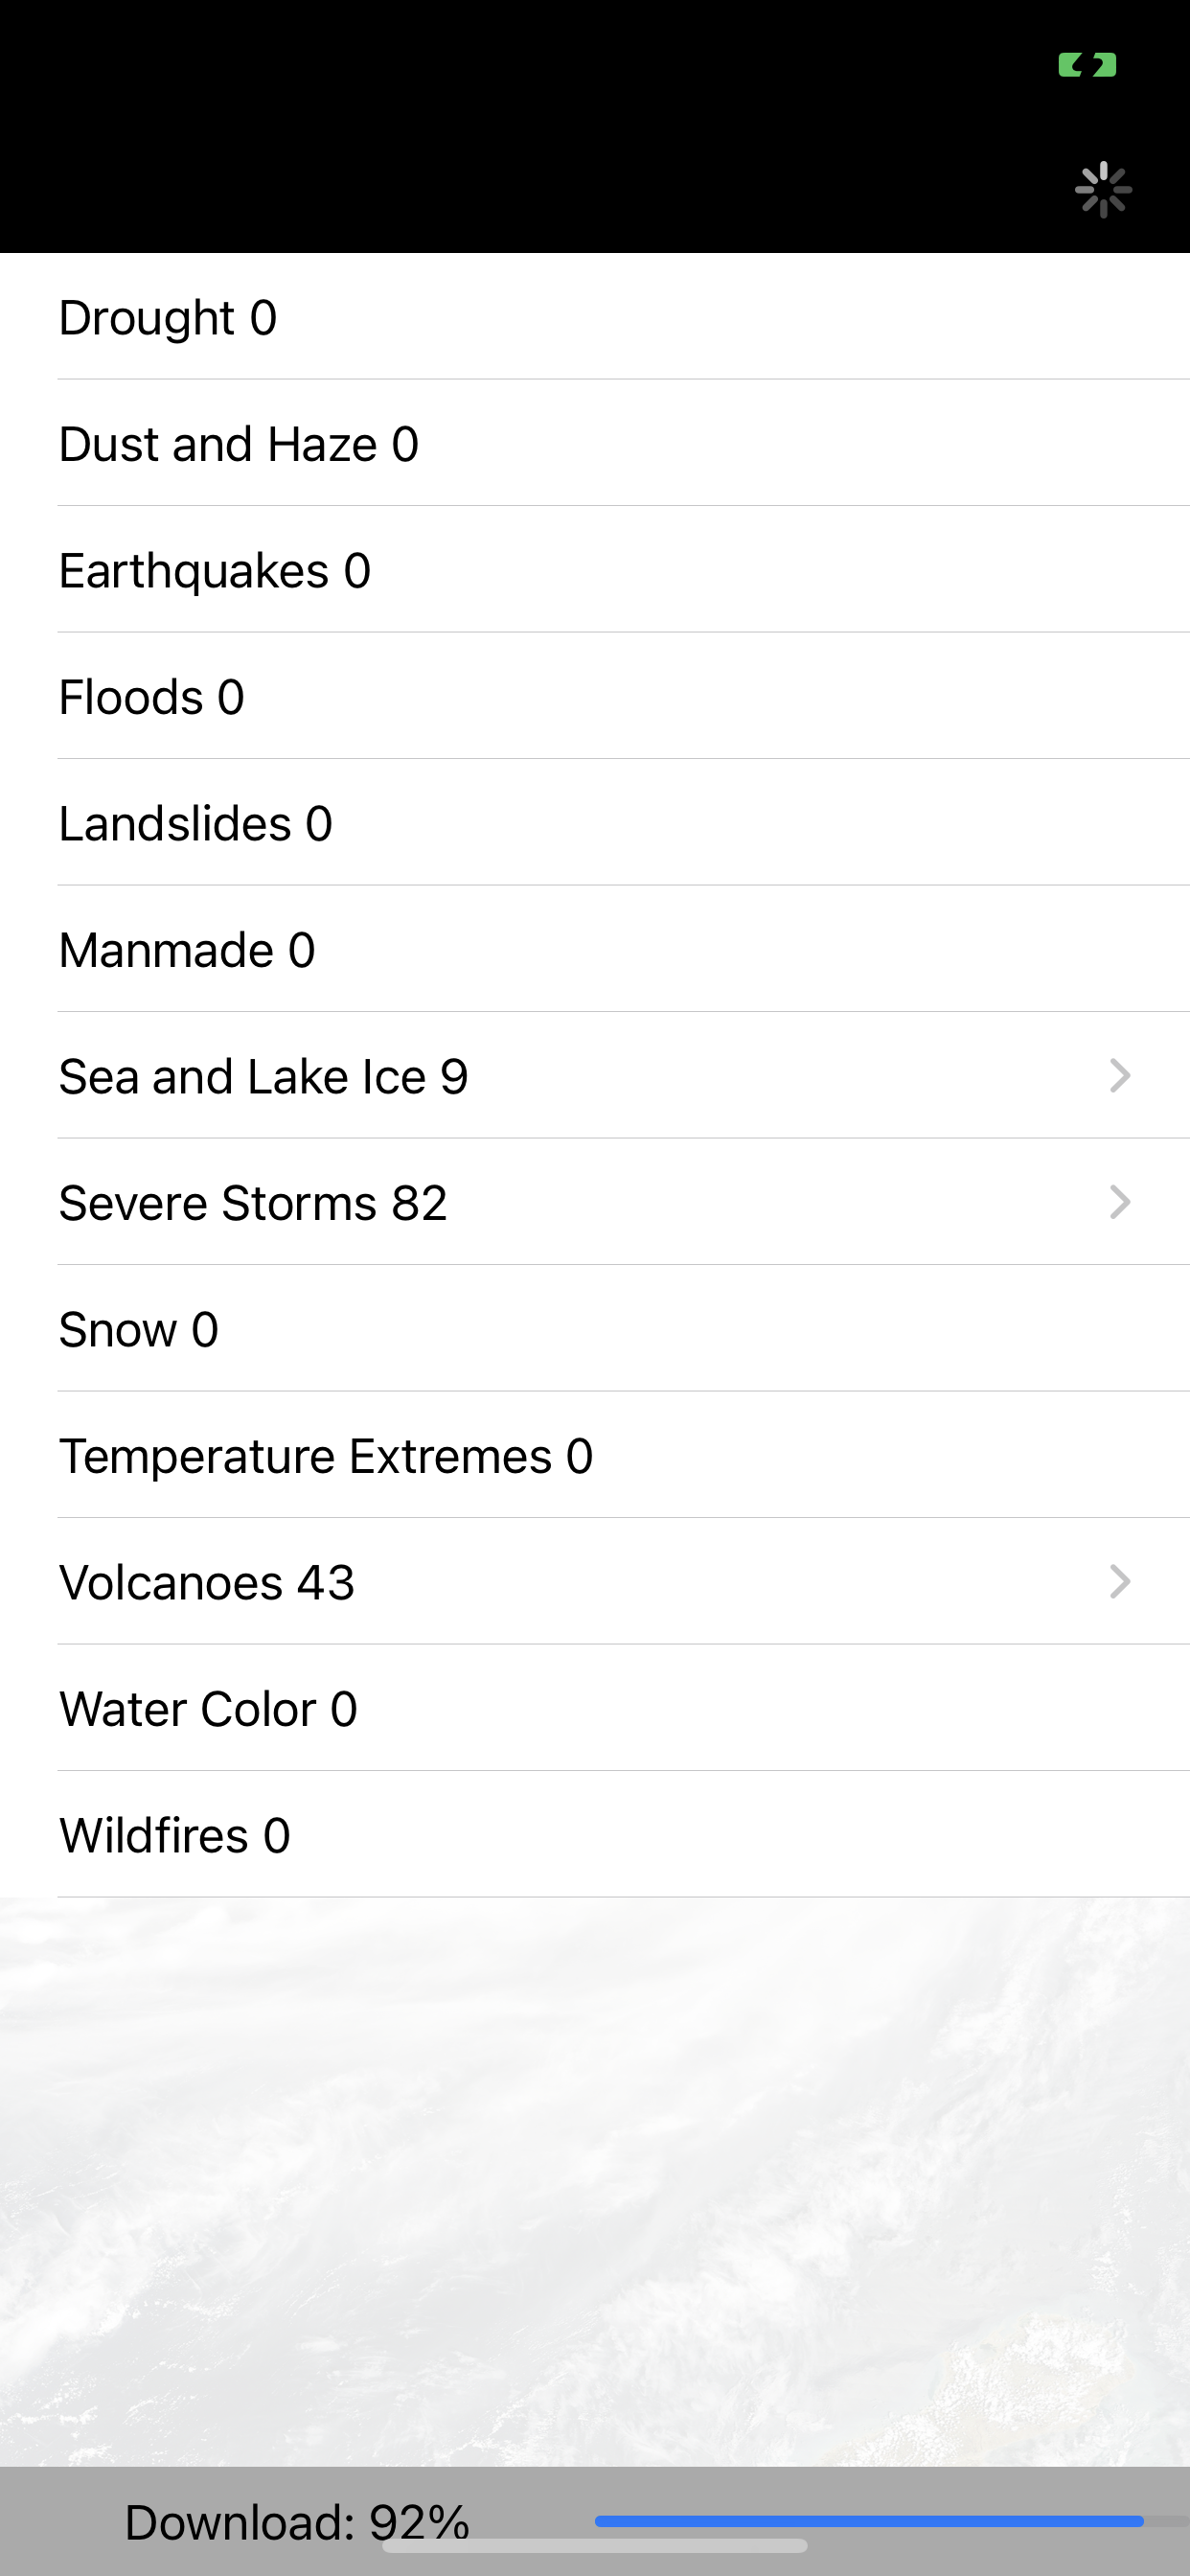 Drought 0
Dust and Haze 0
Earthquakes 0
Floods 0
Landslides 0
Manmade 0
Sea and Lake Ice 9
Severe Storms 82
Snow 0
Temperature Extremes 0
Volcanoes 43
Water Color 0
Wildfires 0
Download: 92%